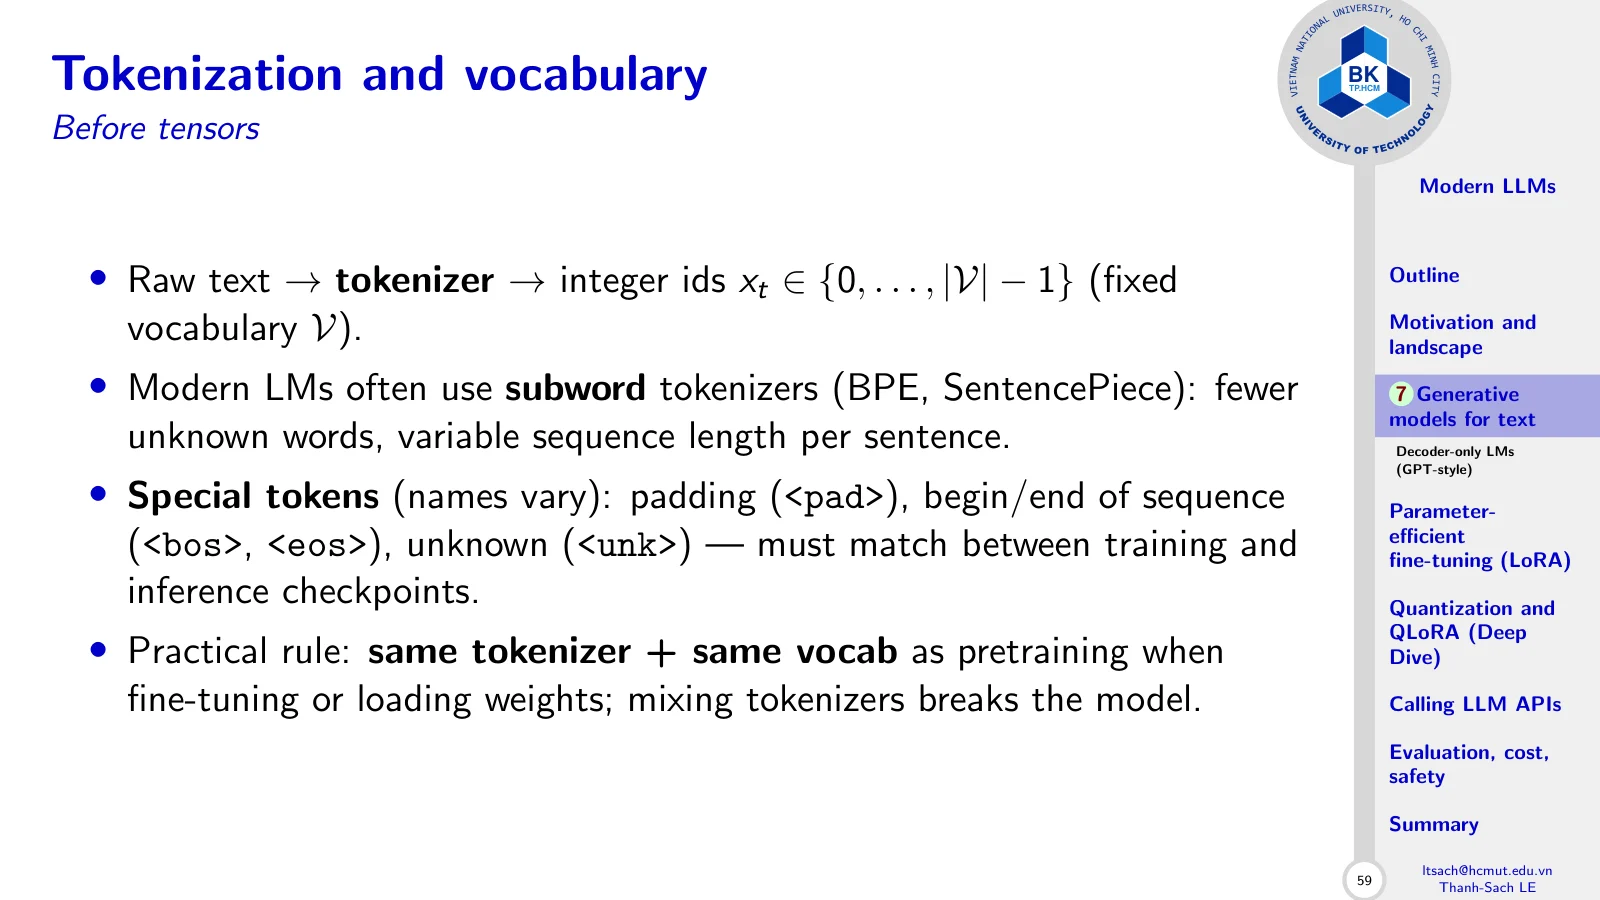 Tokenization and vocabulary
Before tensors
• Raw text → tokenizer → integer ids xₜ ∈ {0, . . . , |𝒱| − 1} (fixed
vocabulary 𝒱).
• Modern LMs often use subword tokenizers (BPE, SentencePiece): fewer
unknown words, variable sequence length per sentence.
• Special tokens (names vary): padding (<pad>), begin/end of sequence
(<bos>, <eos>), unknown (<unk>) — must match between training and
inference checkpoints.
• Practical rule: same tokenizer + same vocab as pretraining when
fine-tuning or loading weights; mixing tokenizers breaks the model.
VIETNAM NATIONAL UNIVERSITY, HO CHI MINH CITY
BK
TP.HCM
UNIVERSITY OF TECHNOLOGY
Modern LLMs
Outline
Motivation and
landscape
7 Generative
models for text
Decoder-only LMs
(GPT-style)
Parameter-
efficient
fine-tuning (LoRA)
Quantization and
QLoRA (Deep
Dive)
Calling LLM APIs
Evaluation, cost,
safety
Summary
59
ltsach@hcmut.edu.vn
Thanh-Sach LE